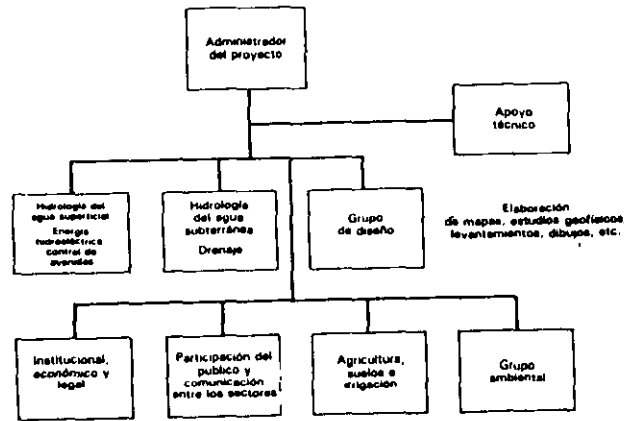 Administrador
del proyecto
Apoyo
técnico
Hidrología del
agua superficial
Energía
hidroeléctrica
control de
avenidas
Hidrología
del agua
subterránea
Drenaje
Grupo
de diseño
Elaboración
de mapas, estudios geofísicos
levantamientos, dibujos, etc.
Institucional,
económico y
legal
Participación del
publico y
comunicación
entre los sectores
Agricultura,
suelos e
irrigación
Grupo
ambiental